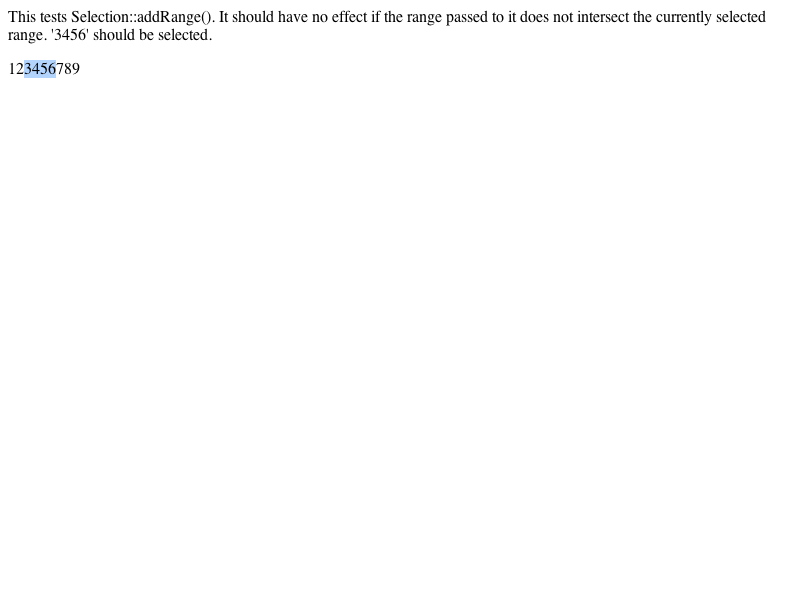 This tests Selection::addRange(). It should have no effect if the range passed to it does not intersect the currently selected
range. '3456' should be selected.
123456789